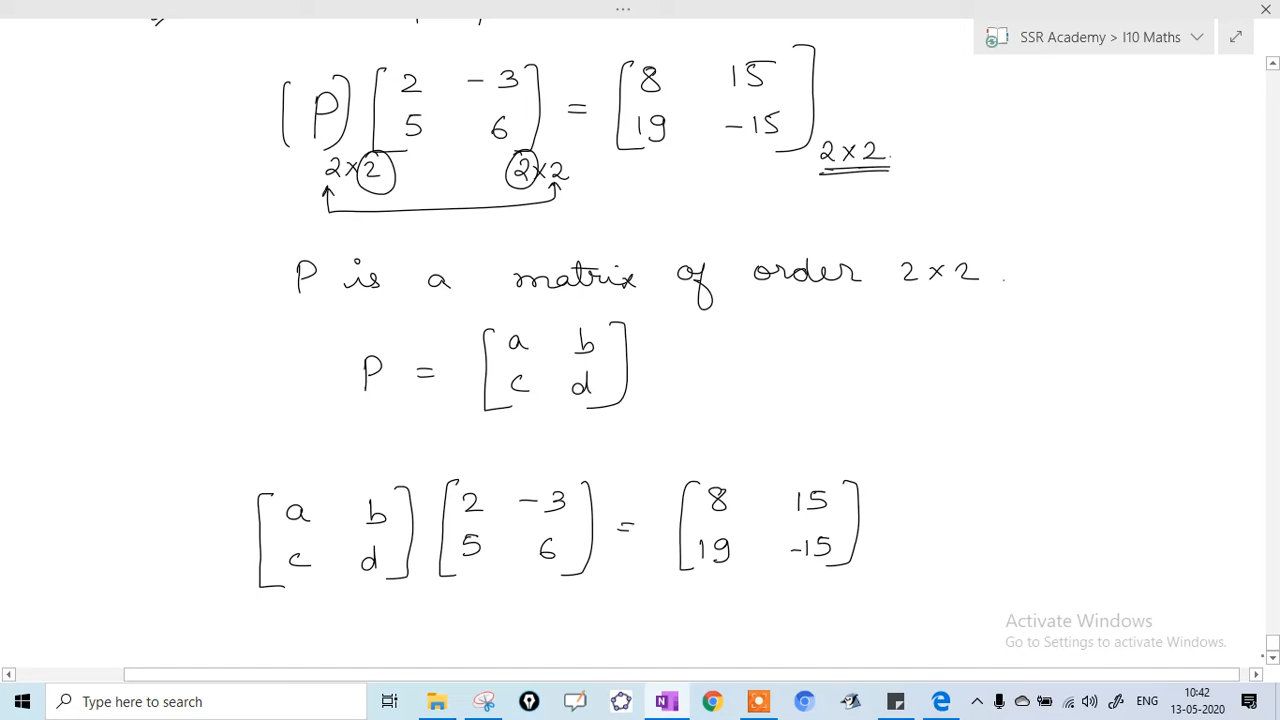 SSR Academy > I10 Maths
(P) [2 -3] = [8 15]
[5 6] [19 -15]
2×2 2×2 2×2.
P is a matrix of order 2×2.
P = [a b]
[c d]
[a b] [2 -3] = [8 15]
[c d] [5 6] [19 -15]
Activate Windows
Go to Settings to activate Windows.
Type here to search
ENG
10:42
13-05-2020